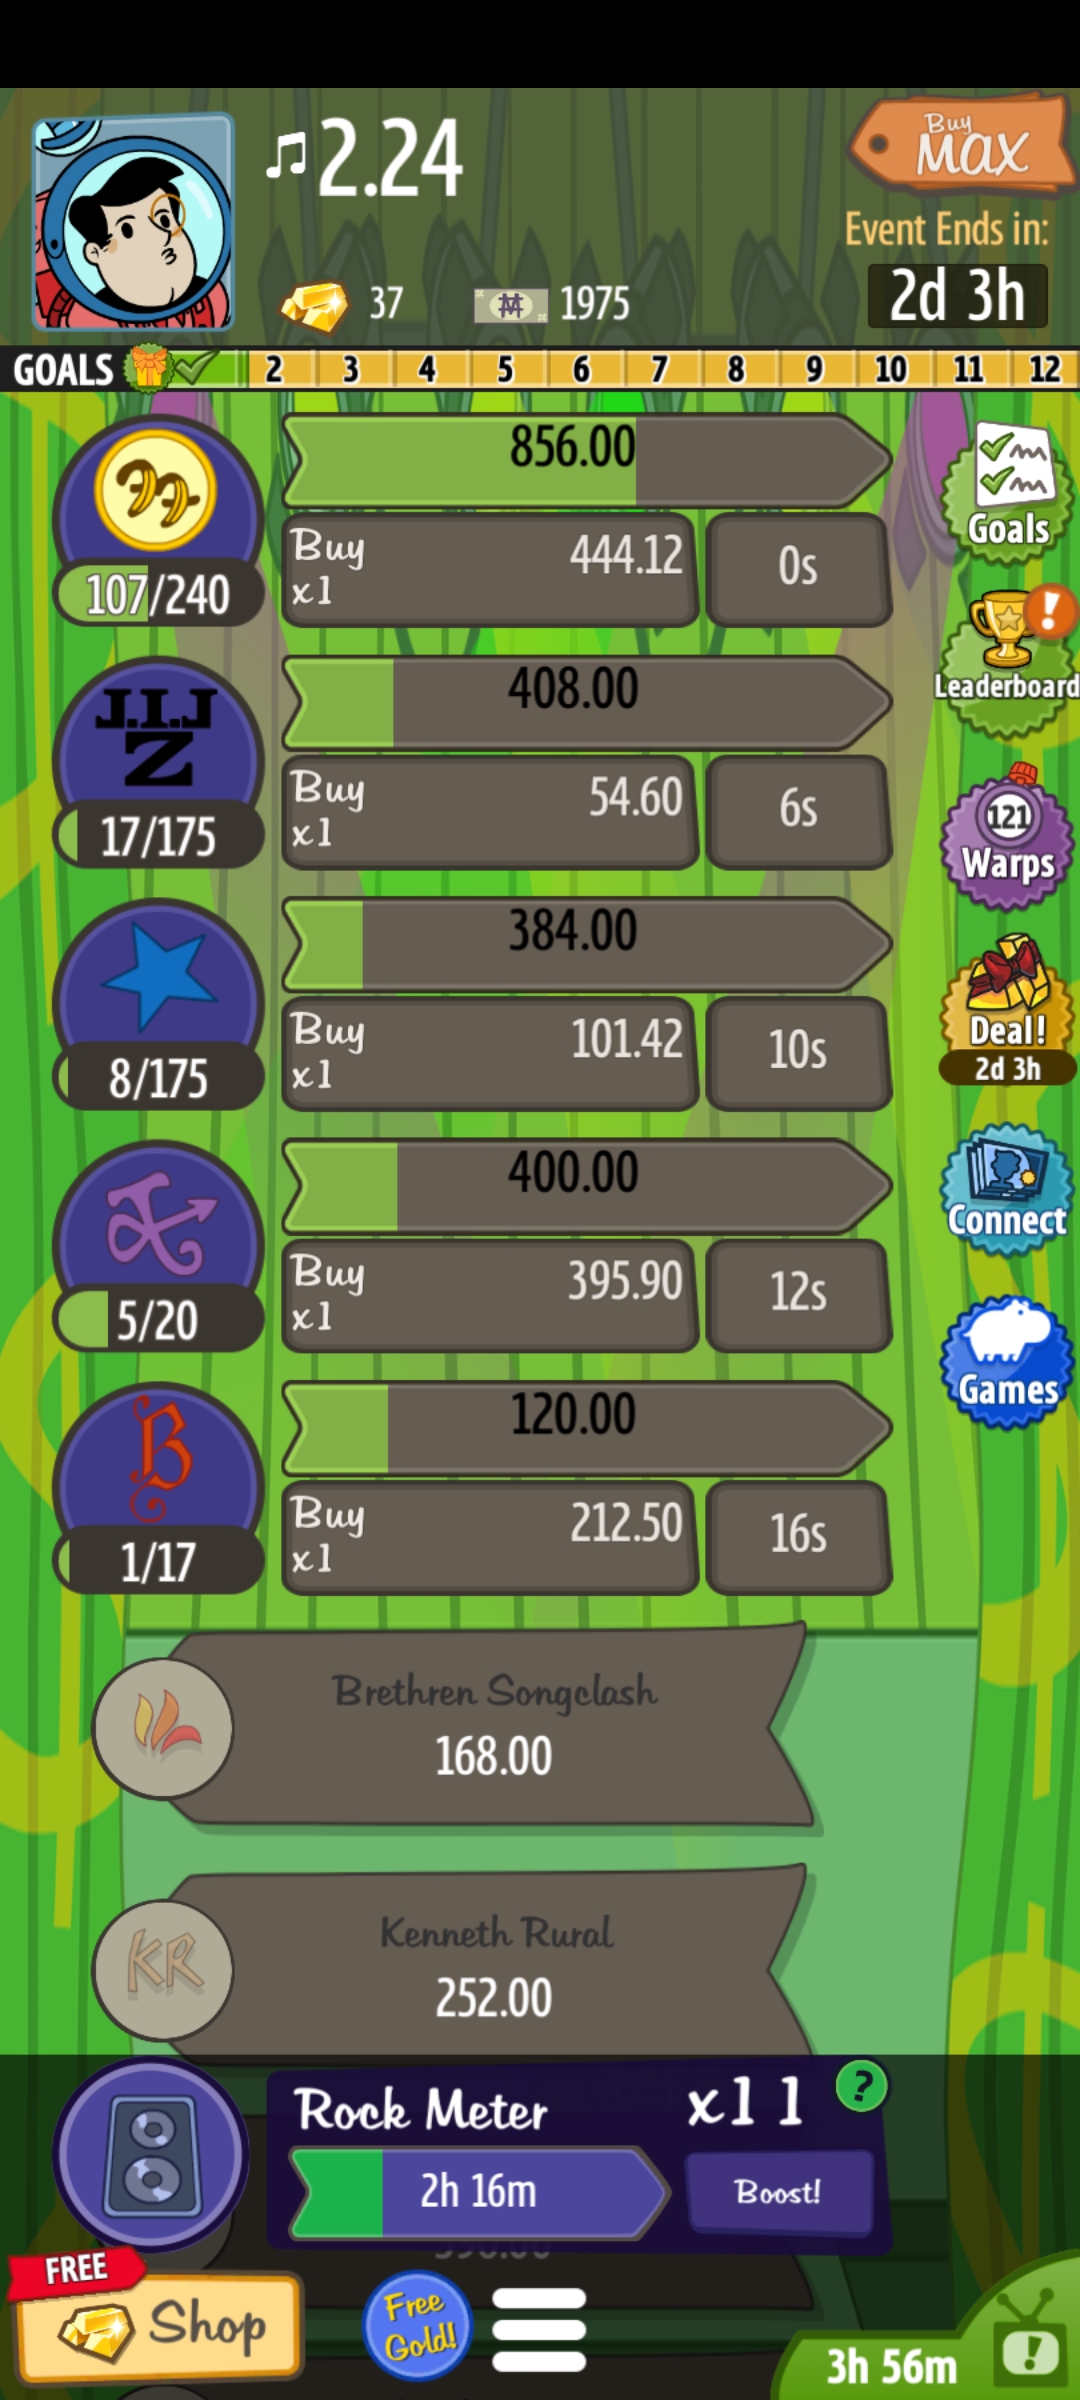 2.24
Buy
MAX
Event Ends in:
37
1975
2d 3h
GOALS 2 3 4 5 6 7 8 9 10 11 12
856.00
Buy
x1
444.12
0s
107/240
Goals
J.I.J
Z
408.00
Buy
x1
54.60
6s
17/175
Leaderboard
121
Warps
384.00
Buy
x1
101.42
10s
8/175
Deal!
2d 3h
400.00
Buy
x1
395.90
12s
5/20
Connect
B
120.00
Buy
x1
212.50
16s
1/17
Games
Brethren Songclash
168.00
KR
Kenneth Rural
252.00
Rock Meter
x11
?
2h 16m
Boost!
FREE
Shop
Free
Gold!
3h 56m